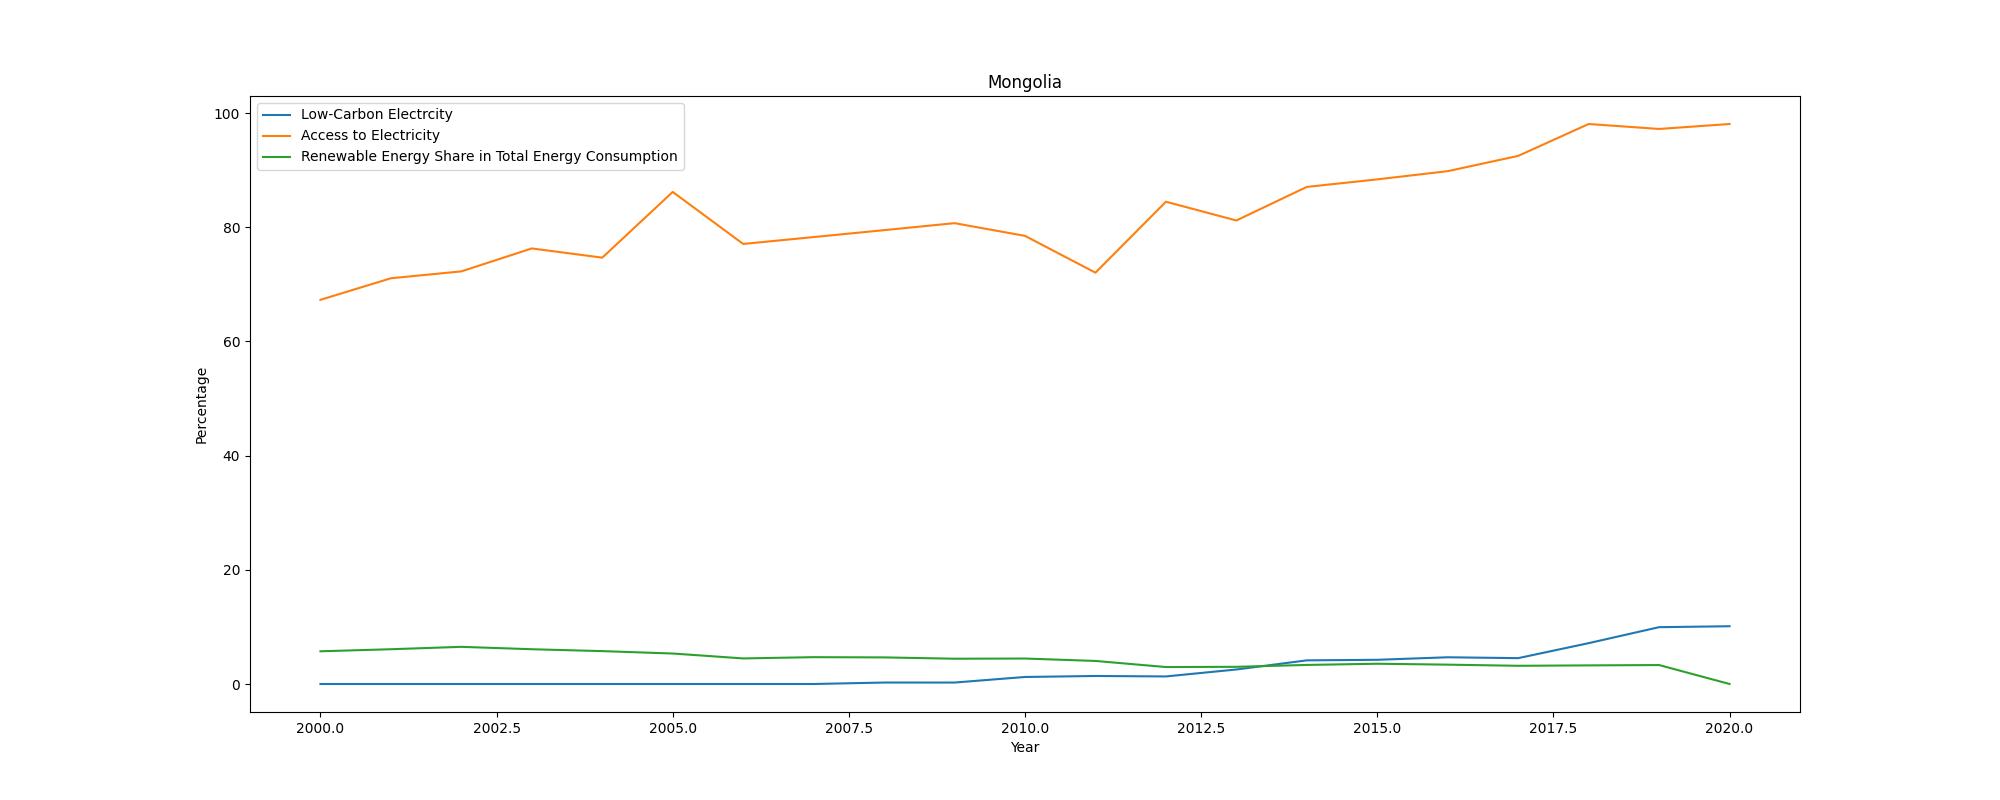 Mongolia
Low-Carbon Electrcity
Access to Electricity
Renewable Energy Share in Total Energy Consumption
Percentage
100
80
60
40
20
0
2000.0 2002.5 2005.0 2007.5 2010.0 2012.5 2015.0 2017.5 2020.0
Year